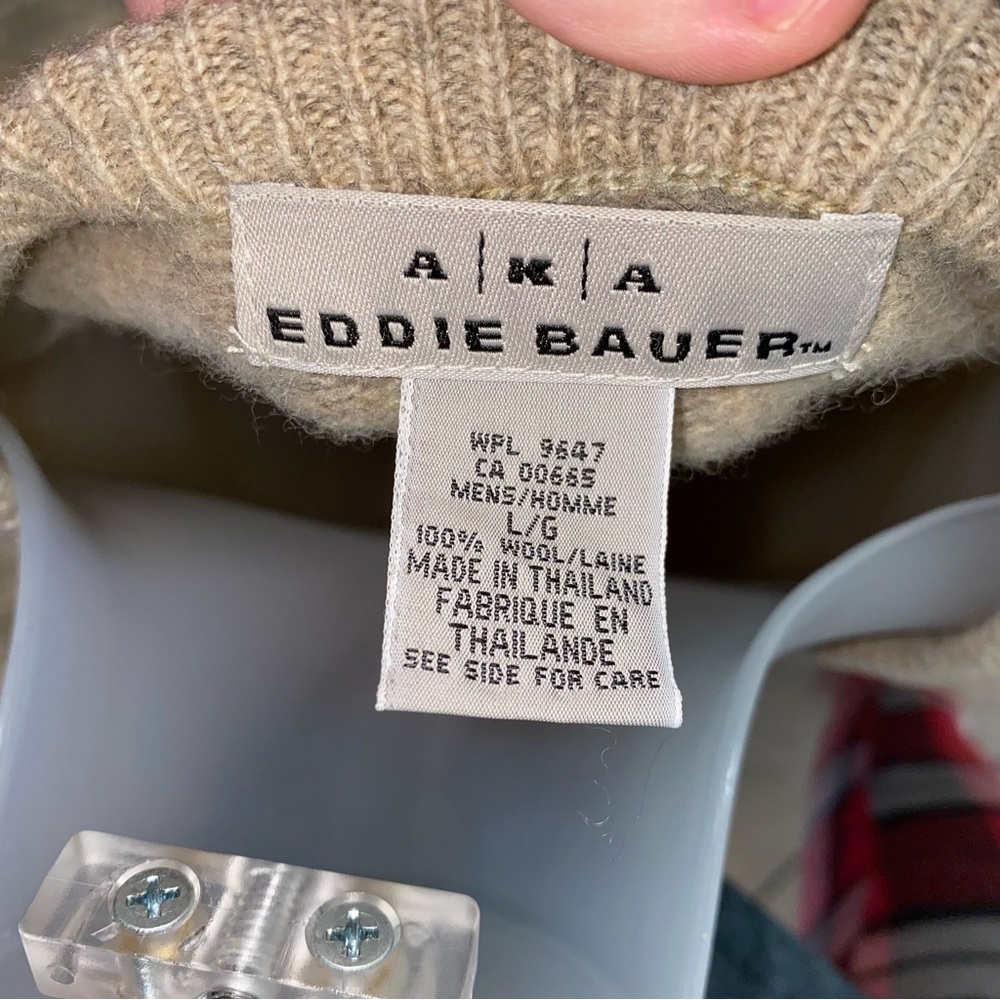 A|K|A
EDDIE BAUER™
WPL 9647
CA 00665
MENS/HOMME
L/G
100% WOOL/LAINE
MADE IN THAILAND
FABRIQUE EN
THAILANDE
SEE SIDE FOR CARE